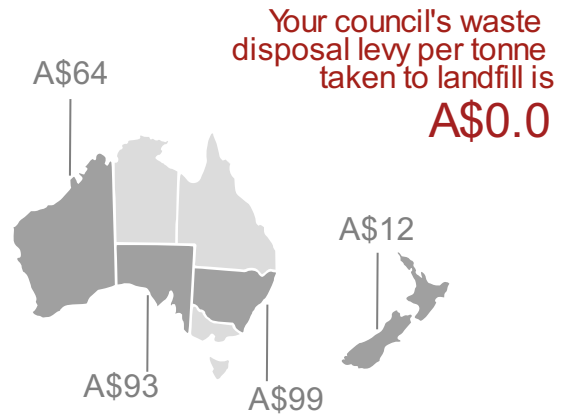 Your council's waste
disposal levy per tonne
taken to landfill is
A$0.0
A$64
A$12
A$93
A$99